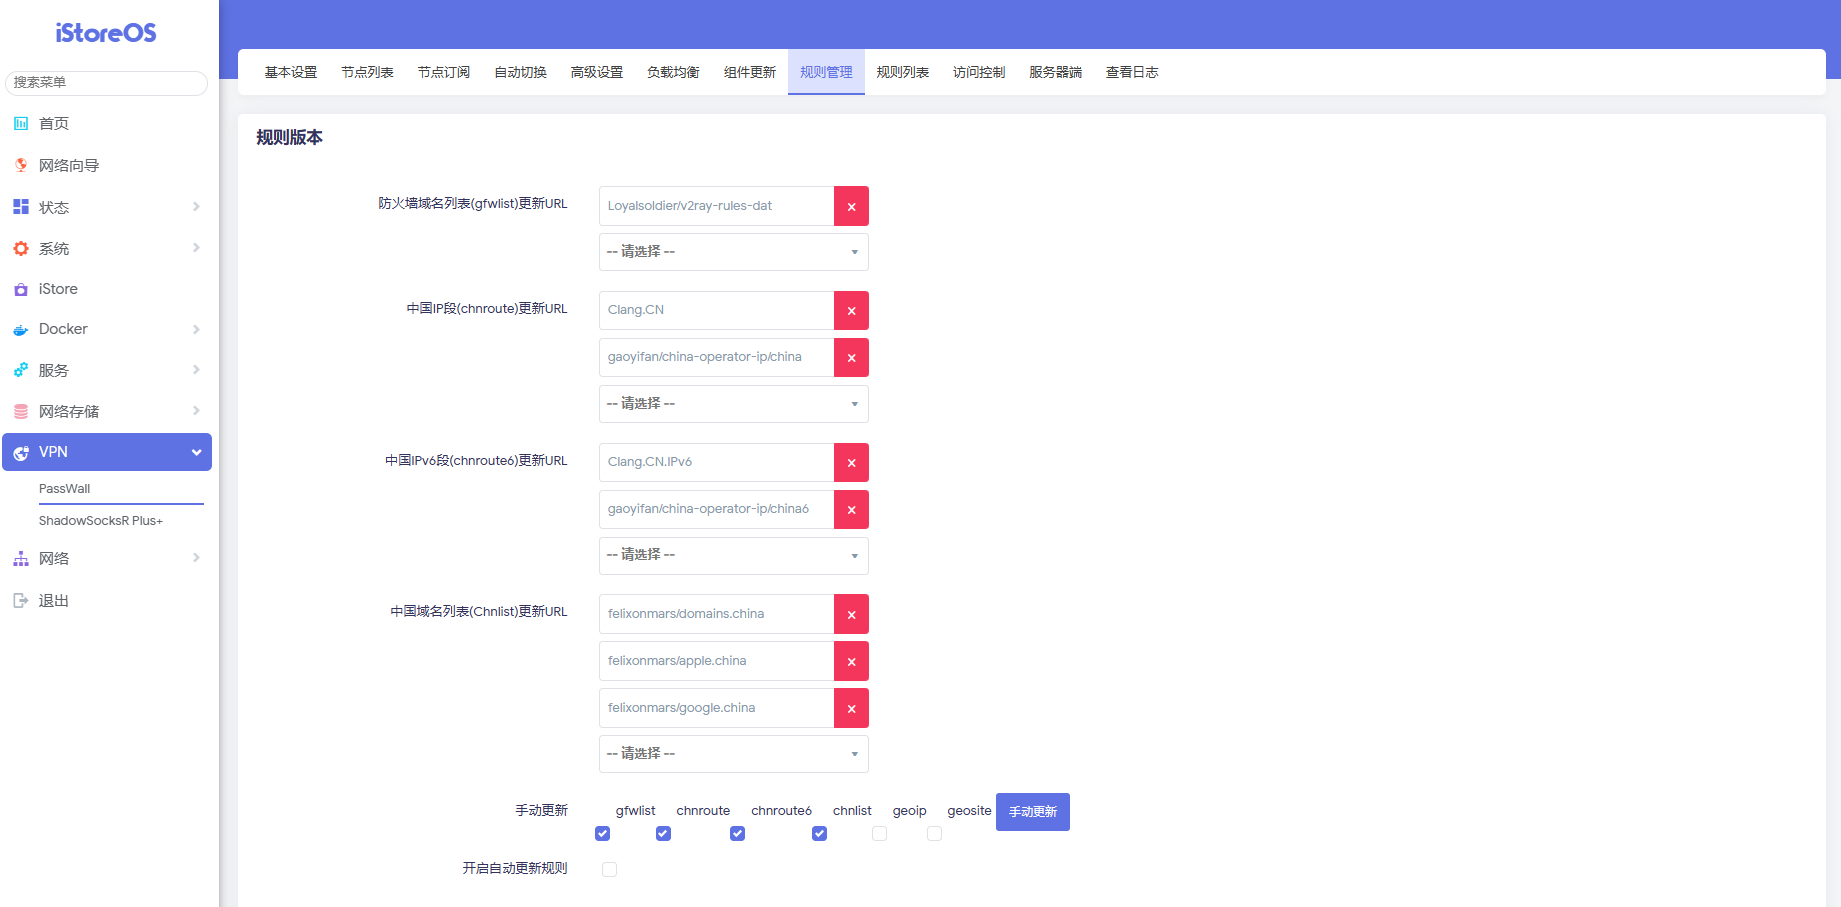 iStoreOS
搜索菜单
首页
网络向导
状态
系统
iStore
Docker
服务
网络存储
VPN
PassWall
ShadowSocksR Plus+
网络
退出
基本设置 节点列表 节点订阅 自动切换 高级设置 负载均衡 组件更新 规则管理 规则列表 访问控制 服务器端 查看日志
规则版本
防火墙域名列表(gfwlist)更新URL
Loyalsoldier/v2ray-rules-dat
-- 请选择 --
中国IP段(chnroute)更新URL
Clang.CN
gaoyifan/china-operator-ip/china
-- 请选择 --
中国IPv6段(chnroute6)更新URL
Clang.CN.IPv6
gaoyifan/china-operator-ip/china6
-- 请选择 --
中国域名列表(Chnlist)更新URL
felixonmars/domains.china
felixonmars/apple.china
felixonmars/google.china
-- 请选择 --
手动更新 gfwlist chnroute chnroute6 chnlist geoip geosite 手动更新
开启自动更新规则